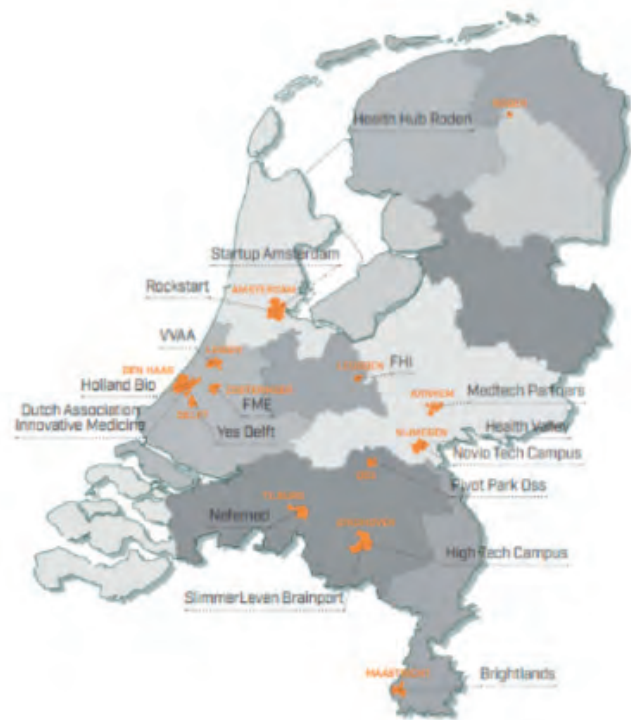 Health Hub Roden
Startup Amsterdam
Rockstart
AMSTERDAM
VVAA
DEN HAAG
FHI
Holland Bio
ARNHEM
Medtech Partners
Dutch Association
Innovative Medicine
DELFT
FME
Health Valley
Yes Delft
NIJMEGEN
Novio Tech Campus
OSS
Pivot Park Oss
TILBURG
Nefemed
EINDHOVEN
High Tech Campus
SlimmerLeven Brainport
MAASTRICHT
Brightlands